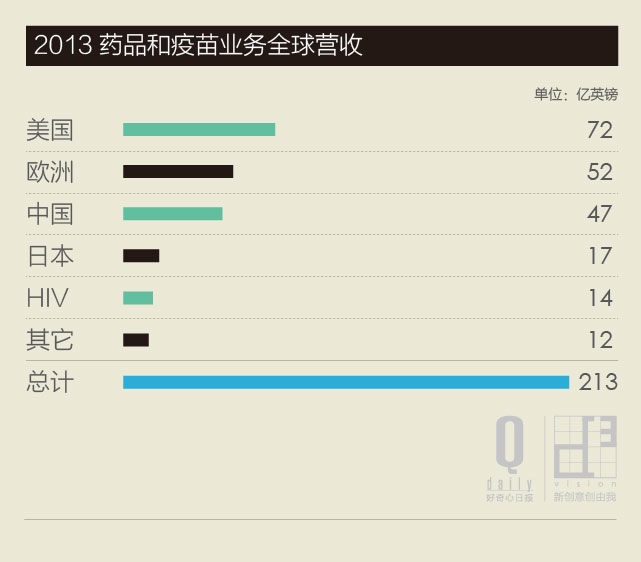 2013 药品和疫苗业务全球营收
单位：亿英镑
美国 72
欧洲 52
中国 47
日本 17
HIV 14
其它 12
总计 213
Q daily
好奇心日报
vision
新创意创由我